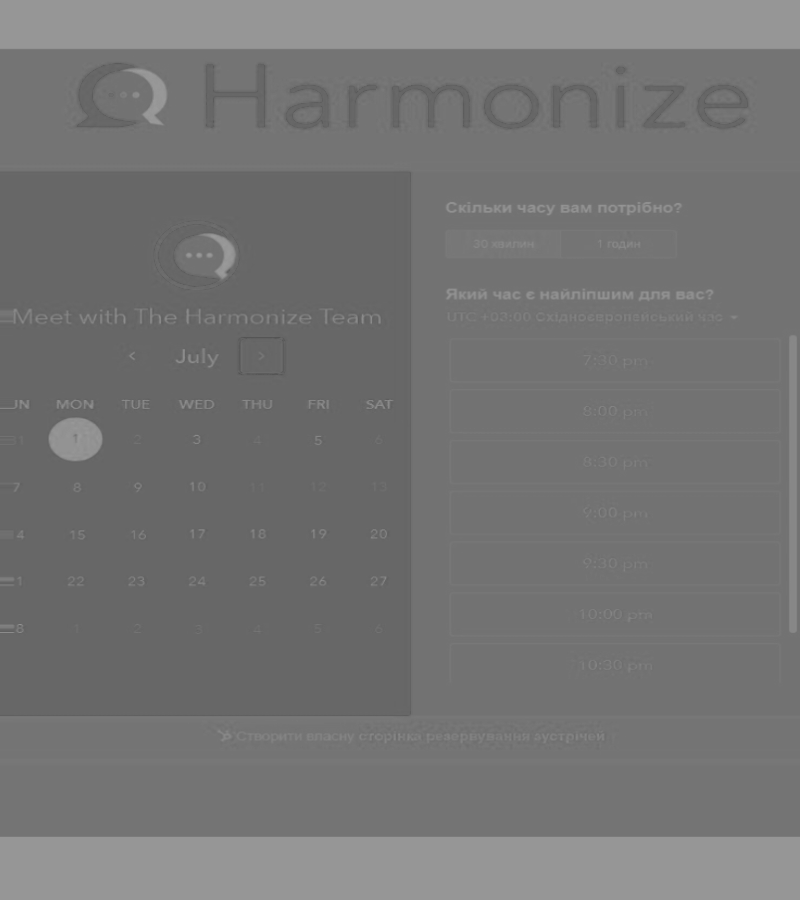 Harmonize
Meet with The Harmonize Team
July
MON TUE WED THU FRI SAT
1 2 3 4 5 6
7 8 9 10 11 12 13
4 15 16 17 18 19 20
1 22 23 24 25 26 27
8 1 2 3 4 5 6
Скільки часу вам потрібно?
30 хвилин 1 годин
Який час є найліпшим для вас?
UTC +03:00 Східноєвропейський час
7:30 pm
8:00 pm
8:30 pm
9:00 pm
9:30 pm
10:00 pm
10:30 pm
Створити власну сторінка резервування зустрічей